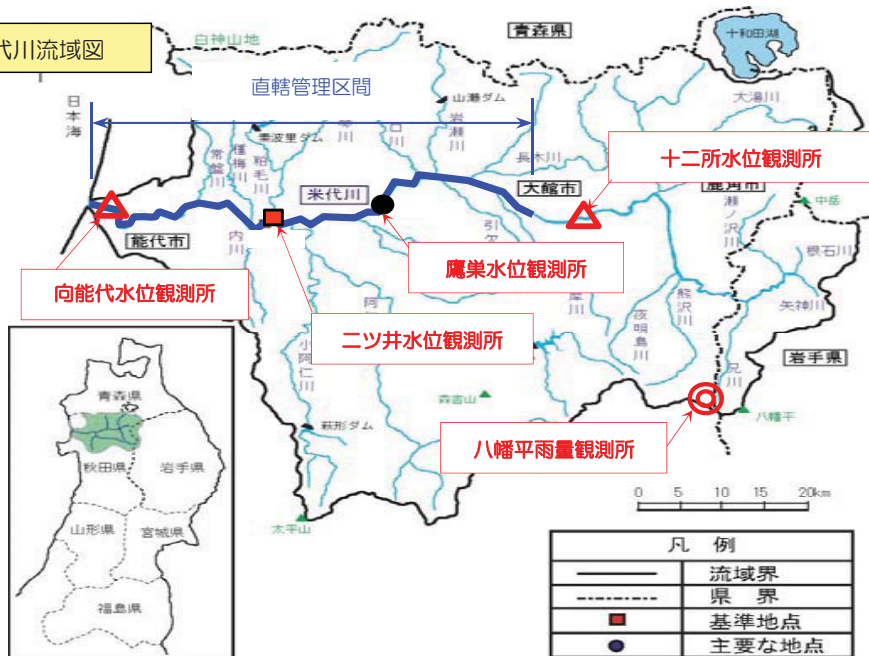 代川流域図
白神山地
青森県
十和田湖
日本海
直轄管理区間
山瀬ダム
岩瀬川
大湯川
素波里ダム
常盤川
種梅川
粕毛川
長木川
十二所水位観測所
米代川
大館市
鹿角市
中岳
瀬ノ沢川
能代市
内川
根石川
向能代水位観測所
鷹巣水位観測所
熊沢川
矢神川
二ツ井水位観測所
夜明島川
岩手県
小阿仁川
兄川
森吉山
八幡平
萩形ダム
八幡平雨量観測所
太平山
0 5 10 15 20km
青森県
秋田県
岩手県
山形県
宮城県
福島県
凡 例
流域界
県 界
基準地点
主要な地点